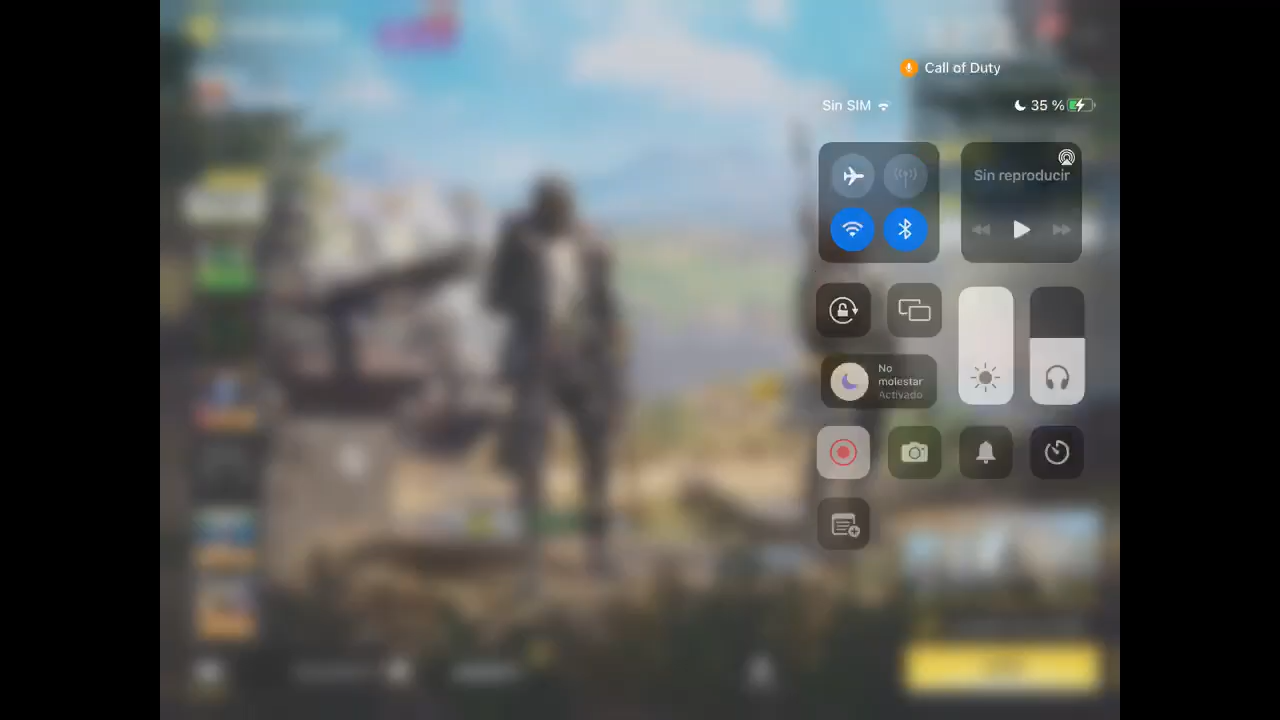 Call of Duty
Sin SIM
35 %
Sin reproducir
No
molestar
Activado